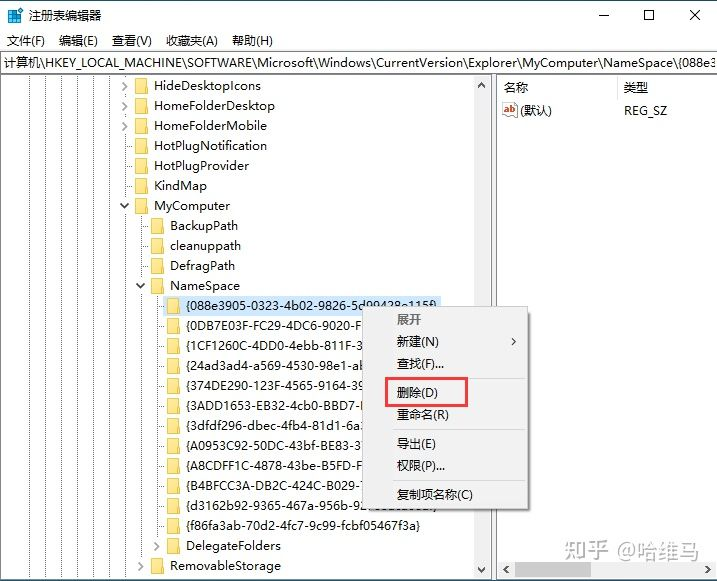 注册表编辑器
文件(F) 编辑(E) 查看(V) 收藏夹(A) 帮助(H)
计算机\HKEY_LOCAL_MACHINE\SOFTWARE\Microsoft\Windows\CurrentVersion\Explorer\MyComputer\NameSpace\{088e3
HideDesktopIcons
HomeFolderDesktop
HomeFolderMobile
HotPlugNotification
HotPlugProvider
KindMap
MyComputer
BackupPath
cleanuppath
DefragPath
NameSpace
{088e3905-0323-4b02-9826-5d99428e115f}
{0DB7E03F-FC29-4DC6-9020-F
{1CF1260C-4DD0-4ebb-811F-3
{24ad3ad4-a569-4530-98e1-ab
{374DE290-123F-4565-9164-39
{3ADD1653-EB32-4cb0-BBD7-
{3dfdf296-dbec-4fb4-81d1-6a
{A0953C92-50DC-43bf-BE83-3
{A8CDFF1C-4878-43be-B5FD-F
{B4BFCC3A-DB2C-424C-B029-
{d3162b92-9365-467a-956b-9
{f86fa3ab-70d2-4fc7-9c99-fcbf05467f3a}
DelegateFolders
RemovableStorage
展开
新建(N)
查找(F)...
删除(D)
重命名(R)
导出(E)
权限(P)...
复制项名称(C)
名称 类型
ab (默认) REG_SZ
知乎 @哈维马